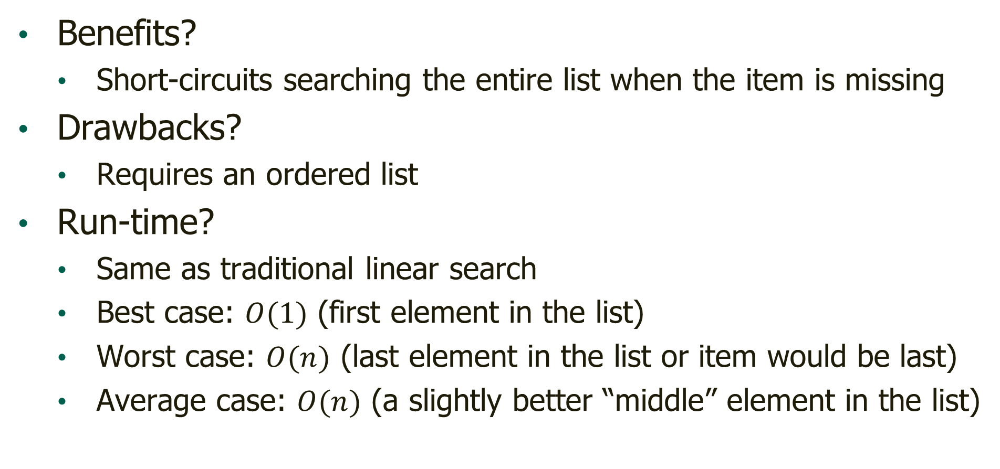 • Benefits?
• Short-circuits searching the entire list when the item is missing
• Drawbacks?
• Requires an ordered list
• Run-time?
• Same as traditional linear search
• Best case: O(1) (first element in the list)
• Worst case: O(n) (last element in the list or item would be last)
• Average case: O(n) (a slightly better “middle” element in the list)